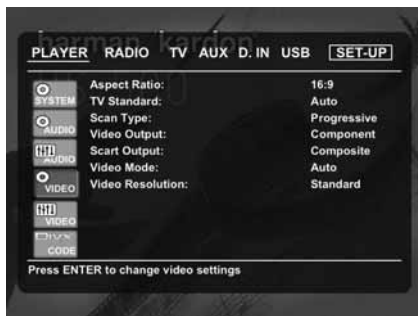 harman kardon
PLAYER RADIO TV AUX D. IN USB SET-UP
SYSTEM
AUDIO
AUDIO
VIDEO
VIDEO
DivX
CODE
Aspect Ratio: 16:9
TV Standard: Auto
Scan Type: Progressive
Video Output: Component
Scart Output: Composite
Video Mode: Auto
Video Resolution: Standard
Press ENTER to change video settings